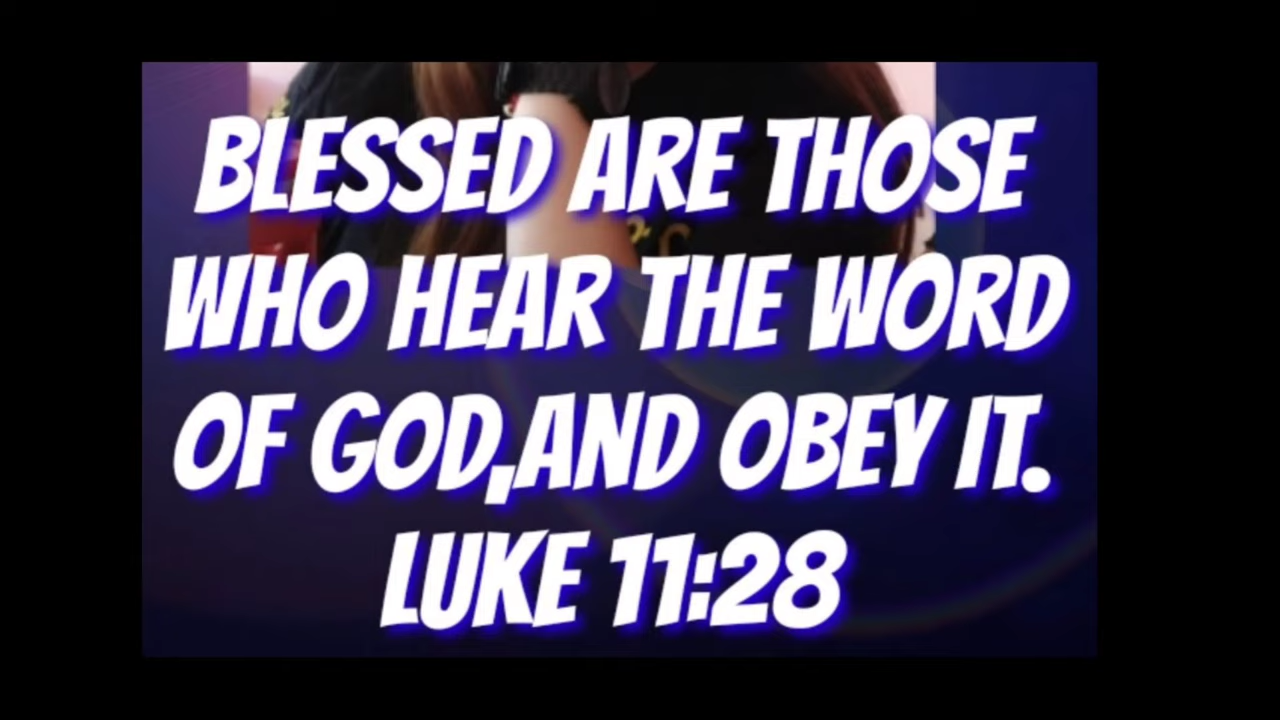 BLESSED ARE THOSE
WHO HEAR THE WORD
OF GOD,AND OBEY IT.
LUKE 11:28